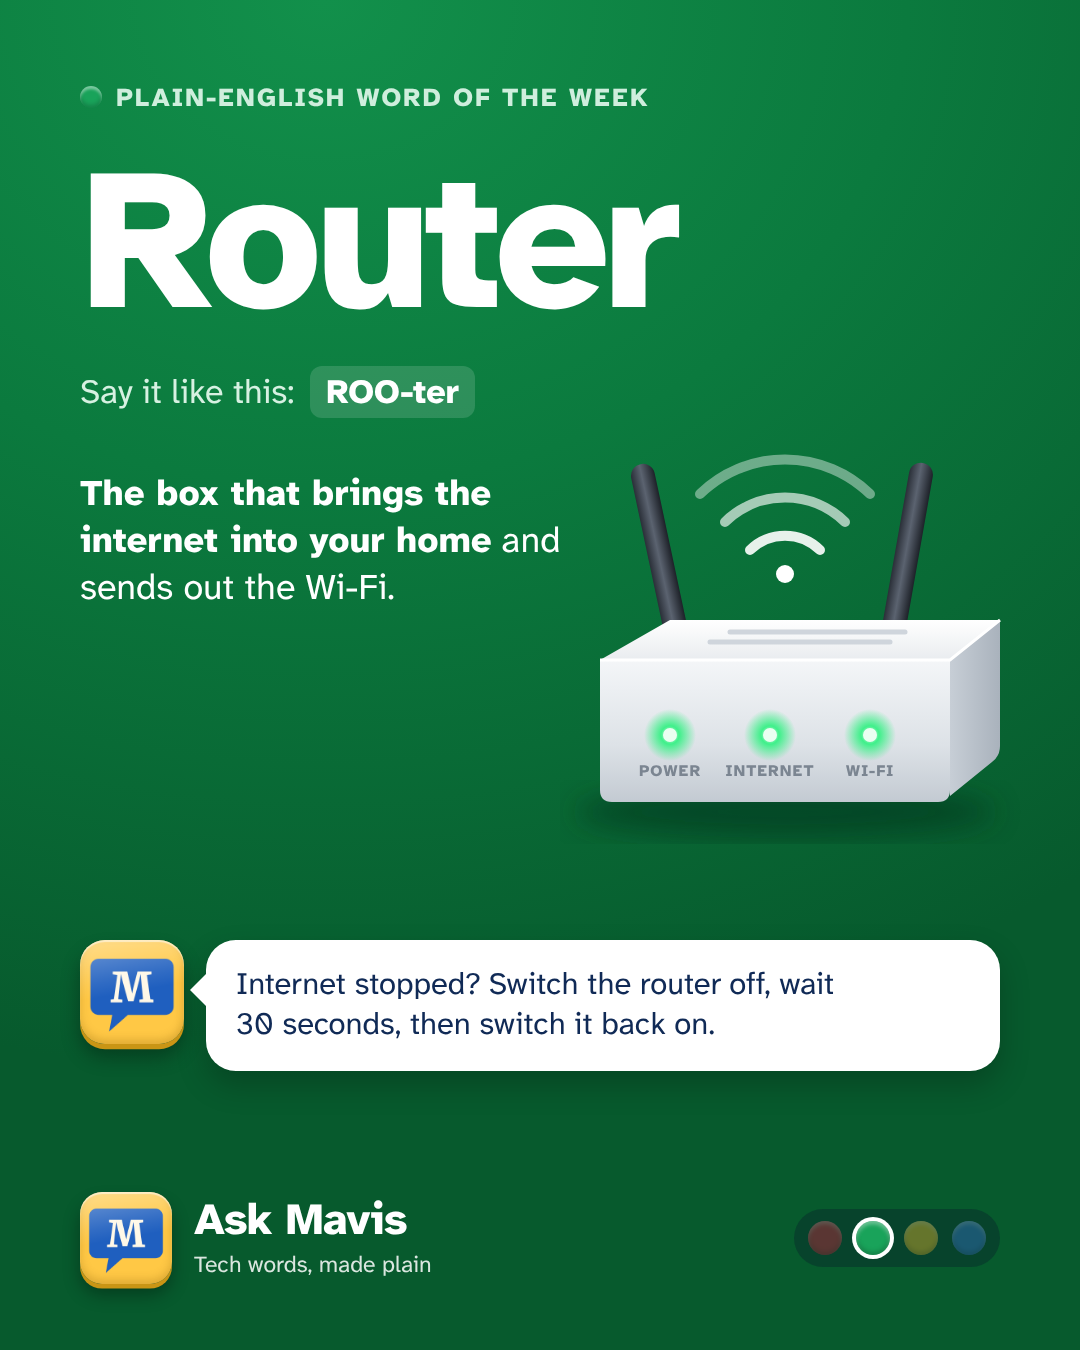 PLAIN-ENGLISH WORD OF THE WEEK
Router
Say it like this: ROO-ter
The box that brings the
internet into your home and
sends out the Wi-Fi.
POWER INTERNET WI-FI
M
Internet stopped? Switch the router off, wait
30 seconds, then switch it back on.
M
Ask Mavis
Tech words, made plain